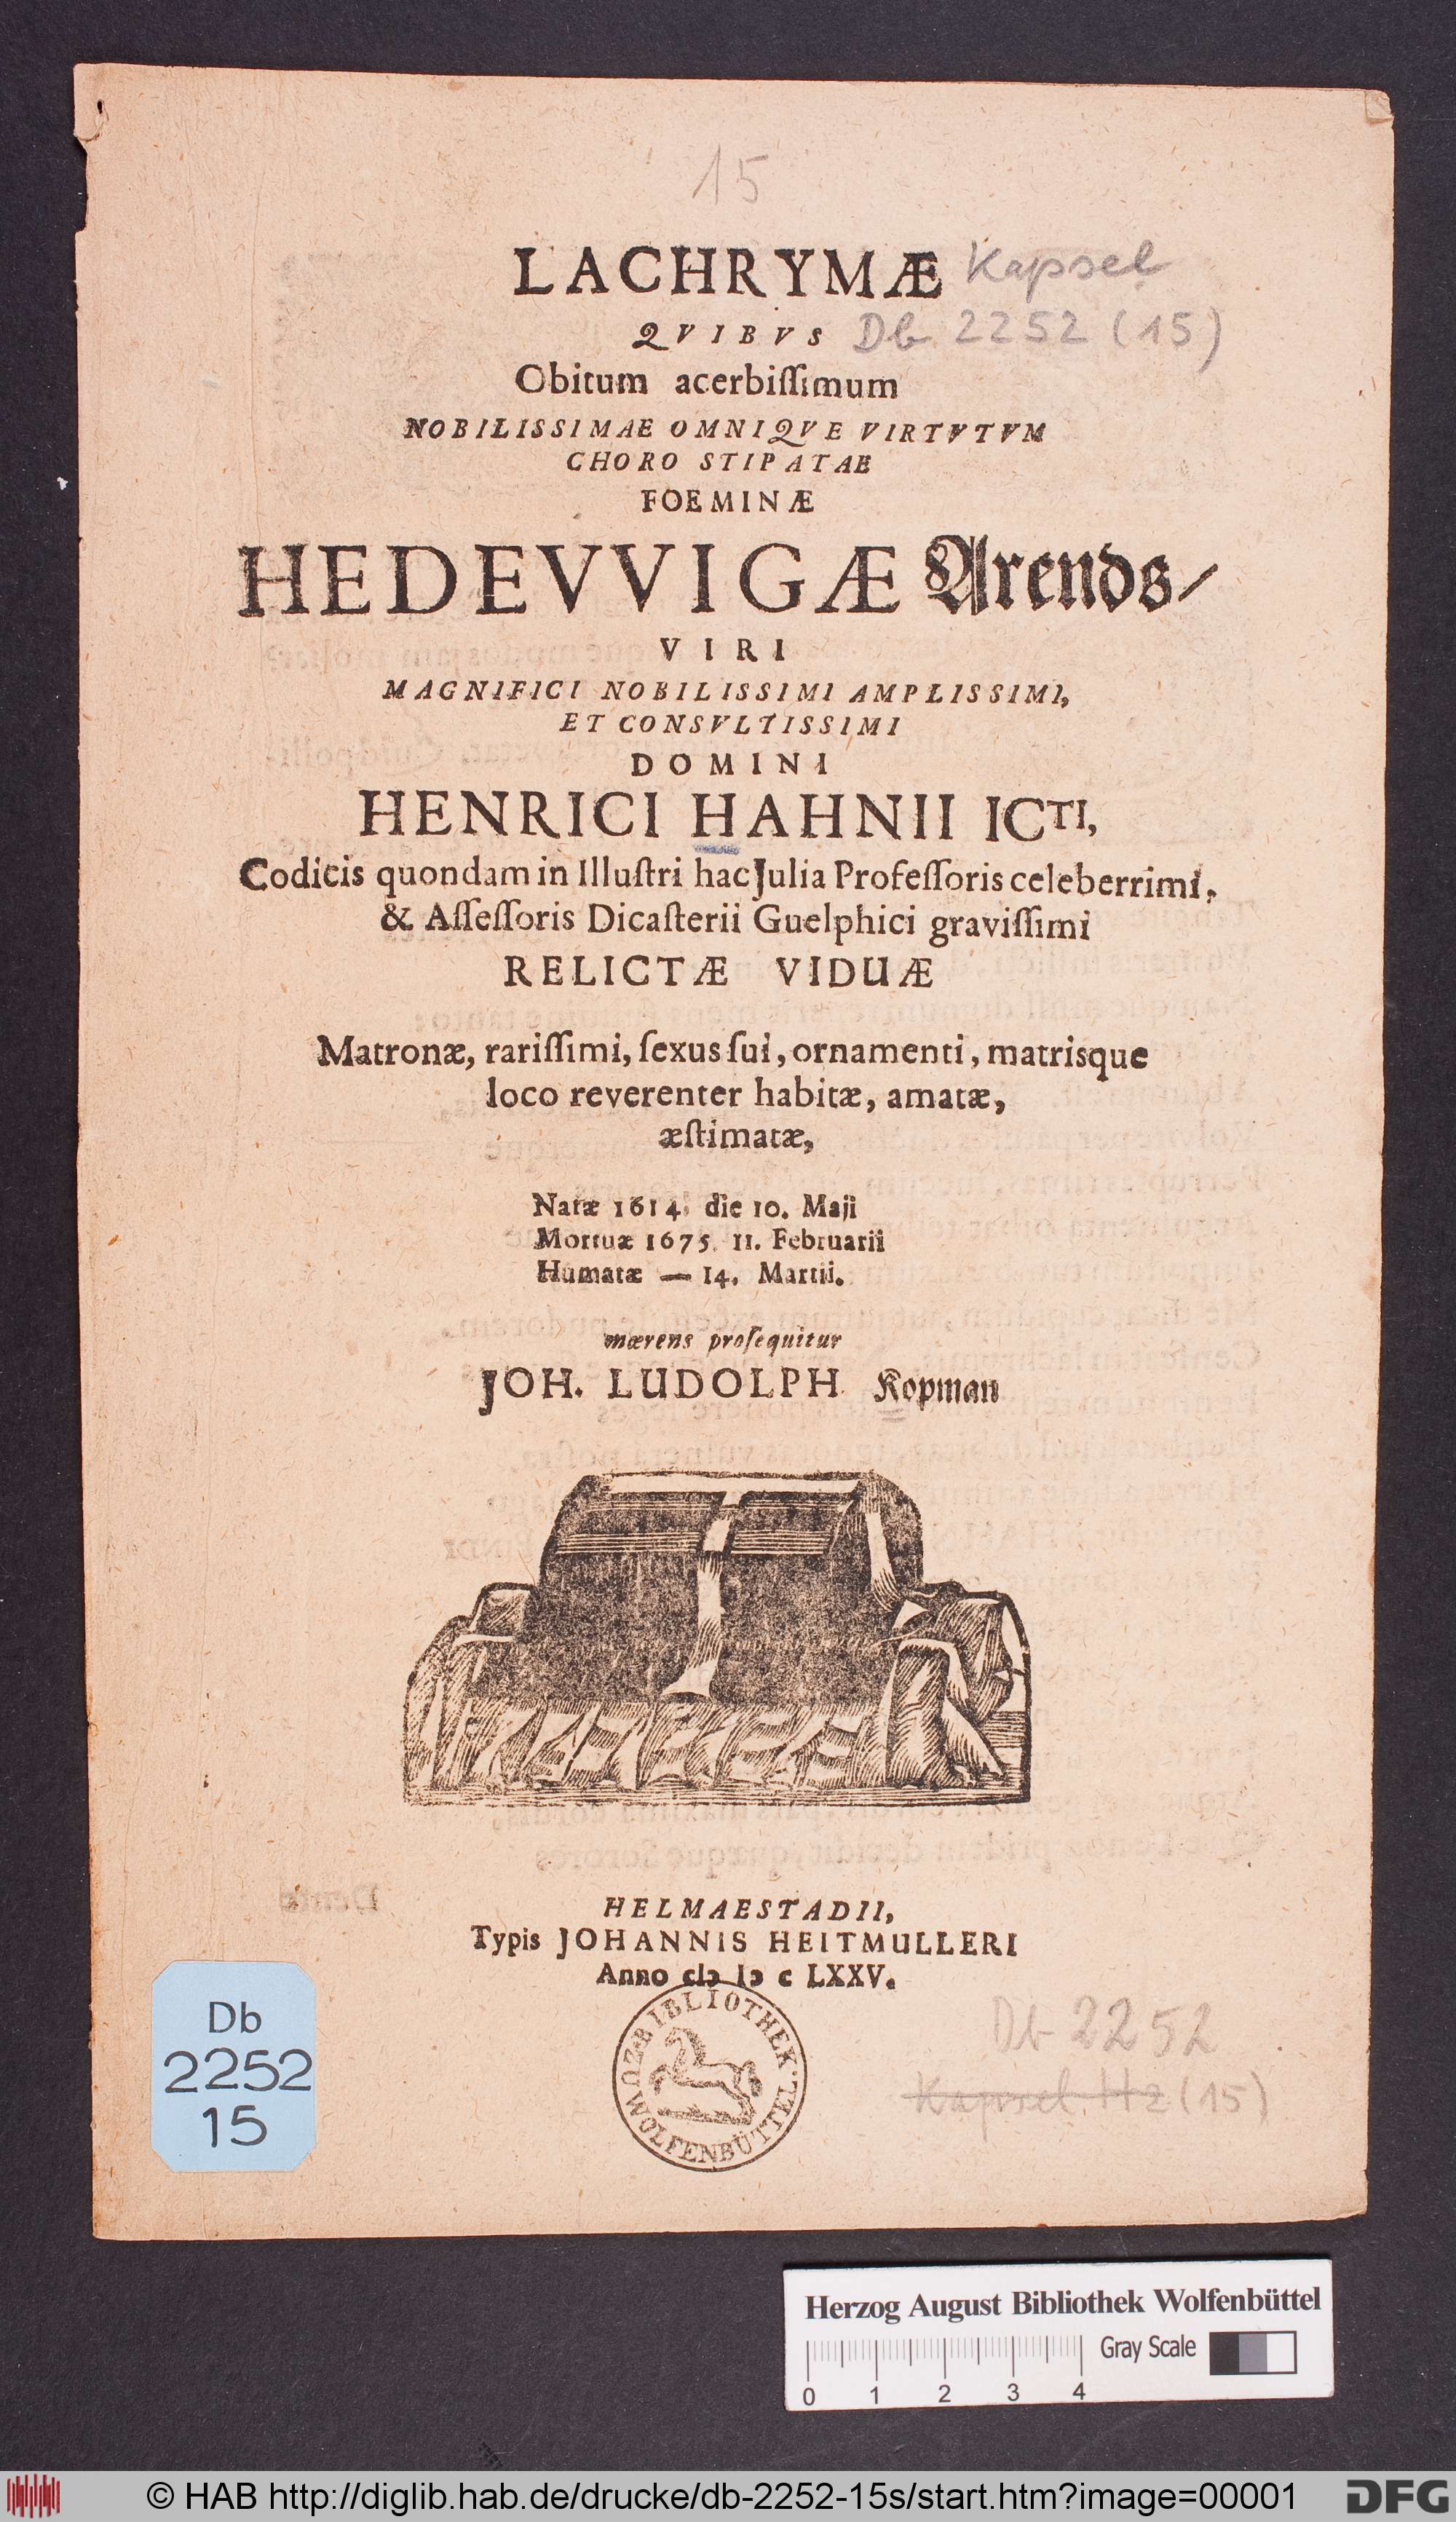 15
LACHRYMÆ Kapsel
QVIBVS Db 2252 (15)
Obitum acerbiſſimum
NOBILISSIMAE OMNIQVE VIRTVTVM
CHORO STIPATAE
FOEMINÆ
HEDEVVIGÆ Arends/
VIRI
MAGNIFICI NOBILISSIMI AMPLISSIMI,
ET CONSVLTISSIMI
DOMINI
HENRICI HAHNII ICTI,
Codicis quondam in Illuſtri hac Julia Profeſſoris celeberrimi,
& Aſſeſſoris Dicaſterii Guelphici graviſſimi
RELICTÆ VIDUÆ
Matronæ, rariſſimi, ſexus ſui, ornamenti, matrisque
loco reverenter habitæ, amatæ,
æſtimatæ,
Natæ 1614. die 10. Maji
Mortuæ 1675. 11. Februarii
Humatæ — 14. Martii.
mœrens proſequitur
JOH. LUDOLPH Kopman
HELMAESTADII,
Typis JOHANNIS HEITMULLERI
Anno cIɔ Iɔ c LXXV.
BIBLIOTHEK
WOLFENBÜTTEL
Db
2252
15
Db 2252
Kapsel Hz (15)
Herzog August Bibliothek Wolfenbüttel
Gray Scale
0 1 2 3 4
© HAB http://diglib.hab.de/drucke/db-2252-15s/start.htm?image=00001
DFG